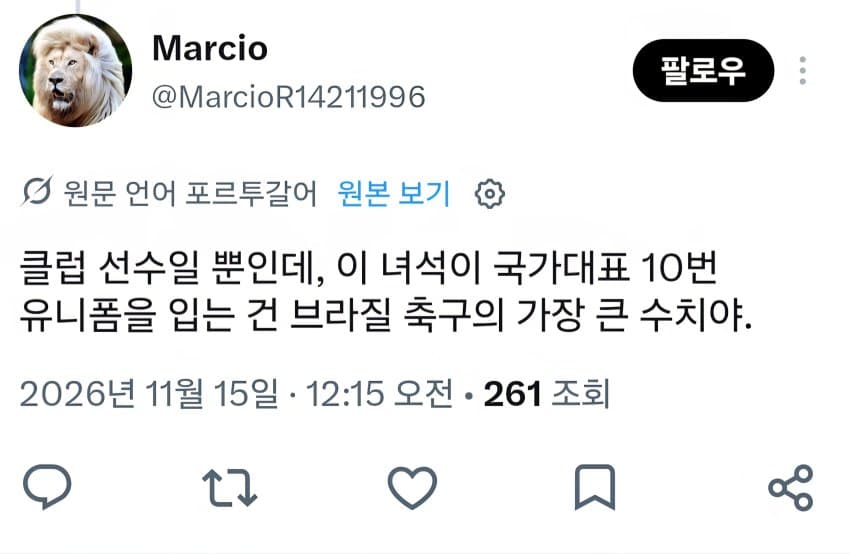 Marcio
@MarcioR14211996
팔로우
원문 언어 포르투갈어 원본 보기
클럽 선수일 뿐인데, 이 녀석이 국가대표 10번
유니폼을 입는 건 브라질 축구의 가장 큰 수치야.
2026년 11월 15일 · 12:15 오전 · 261 조회